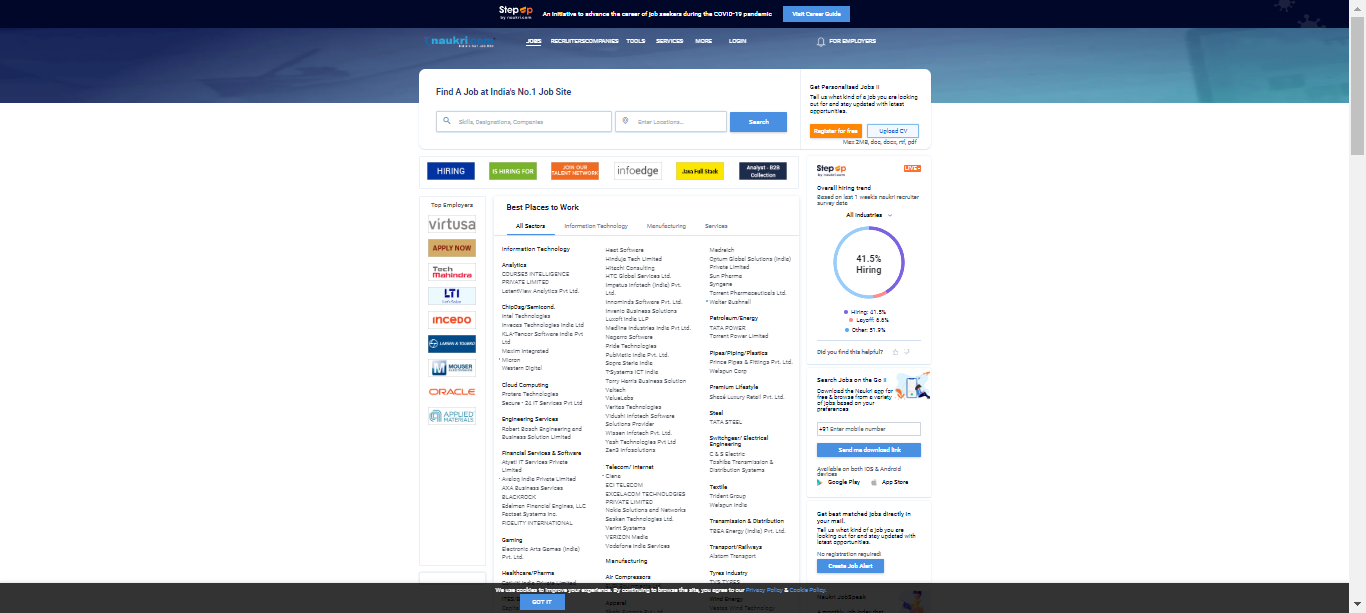 Step Up
by naukri.com
An initiative to advance the career of job seekers during the COVID-19 pandemic
Visit Career Guide
naukri.com
JOBS RECRUITERS COMPANIES TOOLS SERVICES MORE LOGIN
FOR EMPLOYERS
Find A Job at India's No.1 Job Site
Skills, Designations, Companies
Enter Locations...
Search
Get Personalised Jobs !!
Tell us what kind of a job you are looking
out for and stay updated with latest
opportunities.
Register for free
Upload CV
Max 2MB, doc, docx, rtf, pdf
HIRING
IS HIRING FOR
JOIN OUR
TALENT NETWORK
infoedge
Java Full Stack
Analyst - B2B
Collection
Top Employers
virtusa
APPLY NOW
Tech
Mahindra
LTI
Let's Solve
INCEDO
LARSEN & TOUBRO
MOUSER
ELECTRONICS
ORACLE
APPLIED
MATERIALS
Best Places to Work
All Sectors
Information Technology
Manufacturing
Services
Information Technology
Analytics
COURSE5 INTELLIGENCE
PRIVATE LIMITED
LatentView Analytics Pvt Ltd.
ChipDsg/Semicond.
Intel Technologies
Invecas Technologies India Ltd
KLA/Tencor Software India Pvt
Ltd
Maxim Integrated
Micron
Western Digital
Cloud Computing
Protera Technologies
Secure - 24 IT Services Pvt Ltd
Engineering Services
Robert Bosch Engineering and
Business Solution Limited
Financial Services & Software
Atyeti IT Services Private
Limited
Avalog India Private Limited
AXA Business Services
BLACKROCK
Edelman Financial Engines, LLC
Factset Systems Inc.
FIDELITY INTERNATIONAL
Gaming
Electronic Arts Games (India)
Pvt. Ltd.
Healthcare/Pharma
Heat Software
Hinduja Tech Limited
Hitachi Consulting
HTC Global Services Ltd.
Impetus Infotech (India) Pvt.
Ltd.
Innominds Software Pvt. Ltd.
Invenio Business Solutions
Luxoft India LLP
Madline Industries India Pvt Ltd.
Nagarro Software
Pride Technologies
PubMatic India Pvt. Ltd.
Sopra Steria India
T-Systems ICT India
Torry Harris Business Solution
Valtech
ValueLabs
Veritas Technologies
Vidushi Infotech Software
Solutions Provider
Wissen Infotech Pvt. Ltd.
Yash Technologies Pvt Ltd
Zen3 Infosolutions
Telecom/ Internet
Ciena
ECI TELECOM
EXCELACOM TECHNOLOGIES
PRIVATE LIMITED
Nokia Solutions and Networks
Sasken Technologies Ltd.
Verint Systems
VERIZON Media
Vodafone India Services
Manufacturing
Air Compressors
Apparel
Medreich
Optum Global Solutions (India)
Private Limited
Sun Pharma
Syngene
Torrent Pharmaceuticals Ltd.
Walter Bushnell
Petroleum/Energy
TATA POWER
Torrent Power Limited
Pipes/Piping/Plastics
Prince Pipes & Fittings Pvt. Ltd.
Welspun Corp
Premium Lifestyle
Shezé Luxury Retail Pvt. Ltd.
Steel
TATA STEEL
Switchgear/ Electrical
Engineering
C & S Electric
Toshiba Transmission &
Distribution Systems
Textile
Trident Group
Welspun India
Transmission & Distribution
TBEA Energy (India) Pvt. Ltd.
Transport/Railways
Alstom Transport
Tyres Industry
TVS TYRES
Wind Energy
Vestas Wind Technology
Step Up
by naukri.com
LIVE
Overall hiring trend
Based on last 1 week's naukri recruiter
survey data
All Industries
41.5%
Hiring
Hiring: 41.5%
Layoff: 6.6%
Other: 51.9%
Did you find this helpful?
Search Jobs on the Go !!
Download the Naukri app for
free & browse from a variety
of jobs based on your
preferences
+91 Enter mobile number
Send me download link
Available on both IOS & Android
devices
Google Play
App Store
Get best matched jobs directly in
your mail.
Tell us what kind of a job you are
looking out for and stay updated with
latest opportunities.
No registration required!
Create Job Alert
Naukri JobSpeak
We use cookies to improve your experience. By continuing to browse the site, you agree to our Privacy Policy & Cookie Policy.
GOT IT